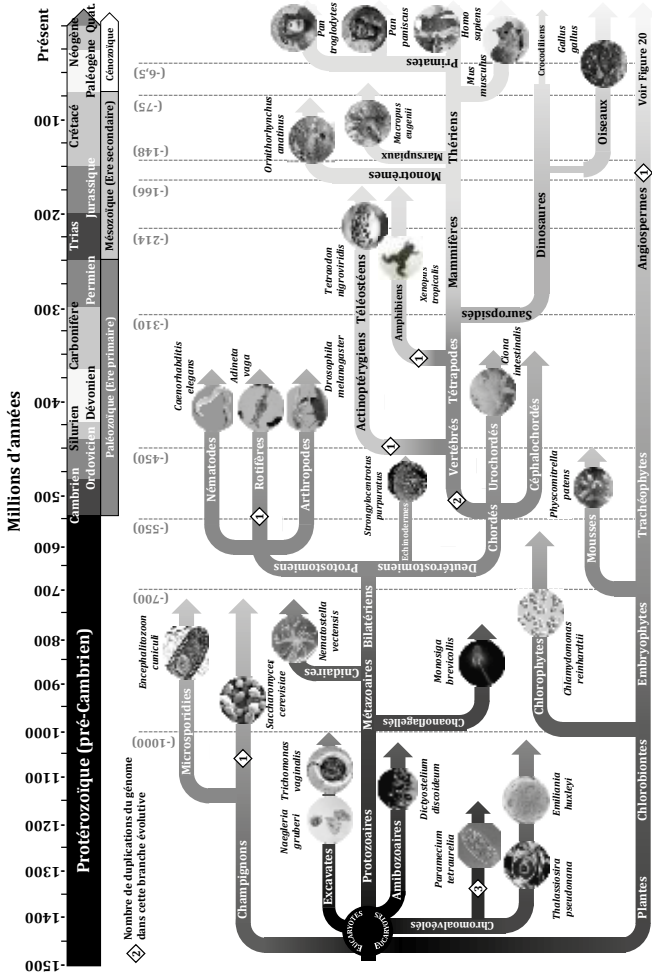 Millions d'années
-1500
-1400
-1300
-1200
-1100
-1000
-900
-800
-700
-600
-500
-400
-300
-200
-100
Présent
Protérozoïque (pré-Cambrien)
Cambrien
Ordovicien
Silurien
Dévonien
Carbonifère
Permien
Trias
Jurassique
Crétacé
Paléogène
Néogène
Quat.
Paléozoïque (Ere primaire)
Mésozoïque (Ere secondaire)
Cénozoïque
(-1000)
(-700)
(-550)
(-450)
(-310)
(-214)
(-166)
(-148)
(-75)
(-6,5)
2
Nombre de duplications du génome
dans cette branche évolutive
EUCARYOTES
EUCARYOTES
Champignons
1
Microsporidies
Encephalitozoon
cuniculi
Saccharomyces
cerevisiae
Excavates
Naegleria
gruberi
Trichomonas
vaginalis
Protozoaires
Amibozoaires
Dictyostelium
discoideum
Chromoalvéolés
3
Paramecium
tetraurelia
Thalassiosira
pseudonana
Emiliania
huxleyi
Métazoaires
Cnidaires
Nematostella
vectensis
Choanoflagellés
Monosiga
brevicollis
Bilatériens
Protostomiens
Deutérostomiens
Nématodes
Caenorhabditis
elegans
Rotifères
1
Adineta
vaga
Arthropodes
Drosophila
melanogaster
Echinodermes
Strongylocentrotus
purpuratus
Chordés
Urochordés
Ciona
intestinalis
Céphalochordés
2
Vertébrés
1
Actinoptérygiens
Téléostéens
Tetraodon
nigroviridis
Tétrapodes
1
Amphibiens
Xenopus
tropicalis
Sauropsidés
Dinosaures
Crocodiliens
Oiseaux
Gallus
gallus
Mammifères
Monotrèmes
Ornithorhynchus
anatinus
Marsupiaux
Macropus
eugenii
Thériens
Mus
musculus
Primates
Pan
troglodytes
Pan
paniscus
Homo
sapiens
Plantes
Chlorobiontes
Chlorophytes
Chlamydomonas
reinhardtii
Embryophytes
Mousses
Physcomitrella
patens
Trachéophytes
Angiospermes
1
Voir Figure 20